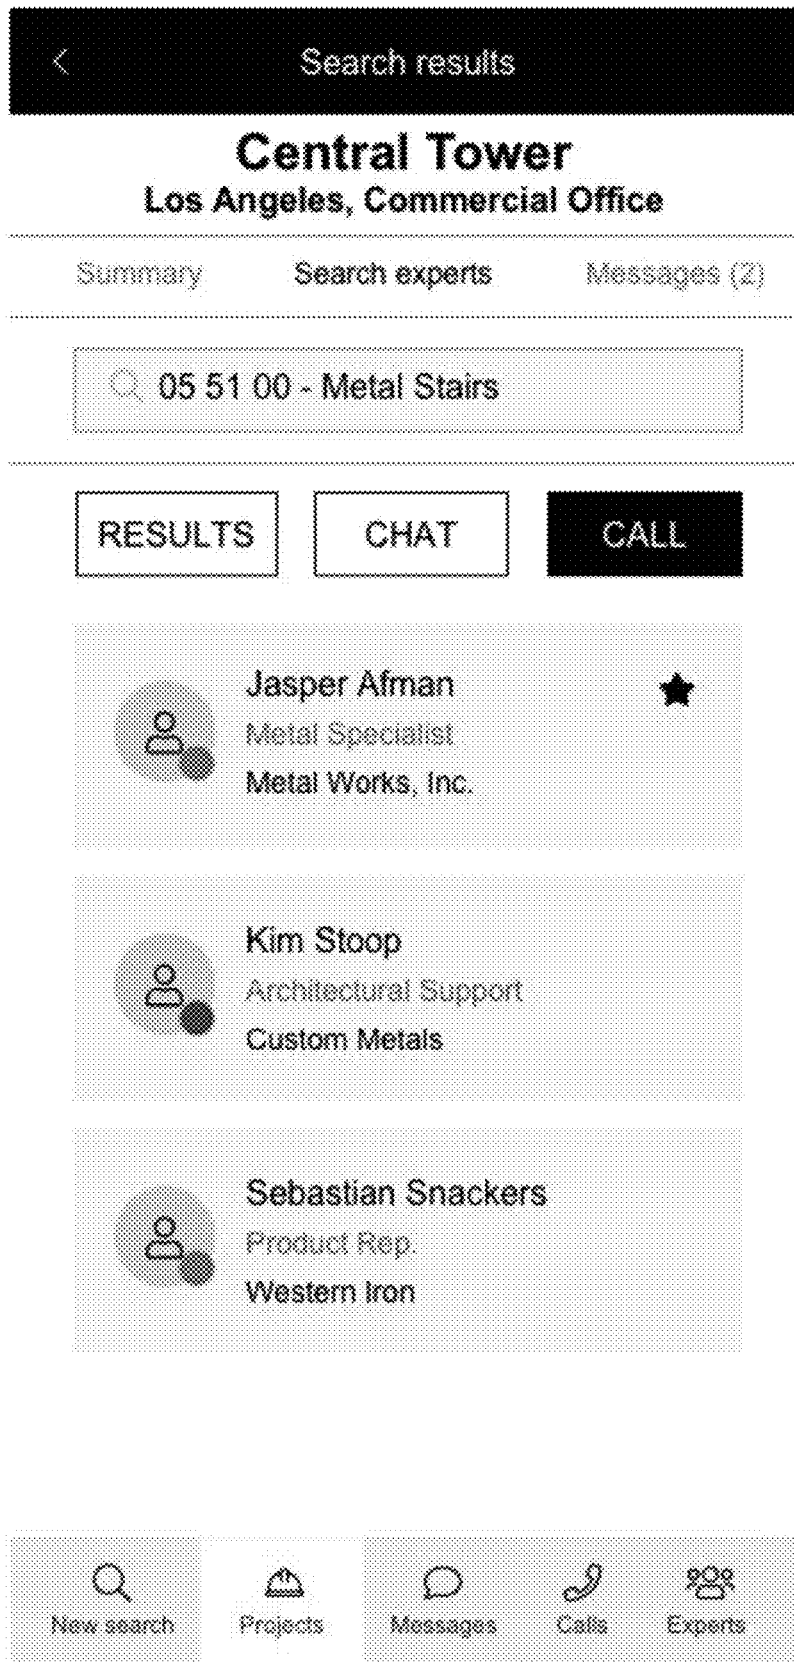 Search results
Central Tower
Los Angeles, Commercial Office
Summary Search experts Messages (2)
05 51 00 - Metal Stairs
RESULTS CHAT CALL
Jasper Afman
Metal Specialist
Metal Works, Inc.
Kim Stoop
Architectural Support
Custom Metals
Sebastian Snackers
Product Rep.
Western Iron
New search Projects Messages Calls Experts